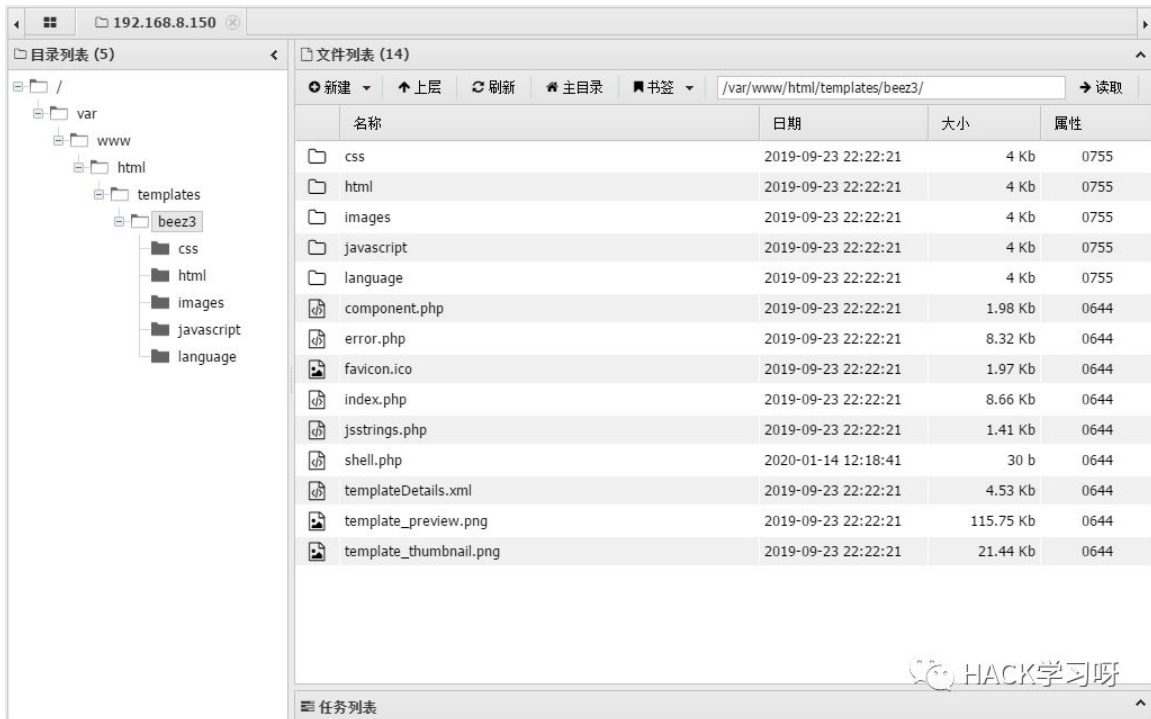 192.168.8.150
目录列表 (5)
/
var
www
html
templates
beez3
css
html
images
javascript
language
文件列表 (14)
新建 上层 刷新 主目录 书签 /var/www/html/templates/beez3/ 读取
名称 日期 大小 属性
css 2019-09-23 22:22:21 4 Kb 0755
html 2019-09-23 22:22:21 4 Kb 0755
images 2019-09-23 22:22:21 4 Kb 0755
javascript 2019-09-23 22:22:21 4 Kb 0755
language 2019-09-23 22:22:21 4 Kb 0755
component.php 2019-09-23 22:22:21 1.98 Kb 0644
error.php 2019-09-23 22:22:21 8.32 Kb 0644
favicon.ico 2019-09-23 22:22:21 1.97 Kb 0644
index.php 2019-09-23 22:22:21 8.66 Kb 0644
jsstrings.php 2019-09-23 22:22:21 1.41 Kb 0644
shell.php 2020-01-14 12:18:41 30 b 0644
templateDetails.xml 2019-09-23 22:22:21 4.53 Kb 0644
template_preview.png 2019-09-23 22:22:21 115.75 Kb 0644
template_thumbnail.png 2019-09-23 22:22:21 21.44 Kb 0644
HACK学习呀
任务列表